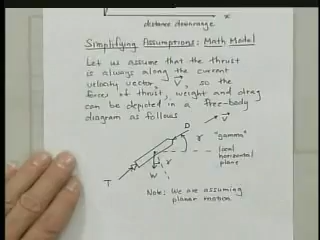 distance downrange x
Simplifying Assumptions: Math Model
Let us assume that the thrust
is always along the current
velocity vector, V, so the
forces of thrust, weight and drag
can be depicted in a free-body
diagram as follows
V
D
γ "gamma"
local
horizontal
plane
γ
W
T
Note: We are assuming
planar motion